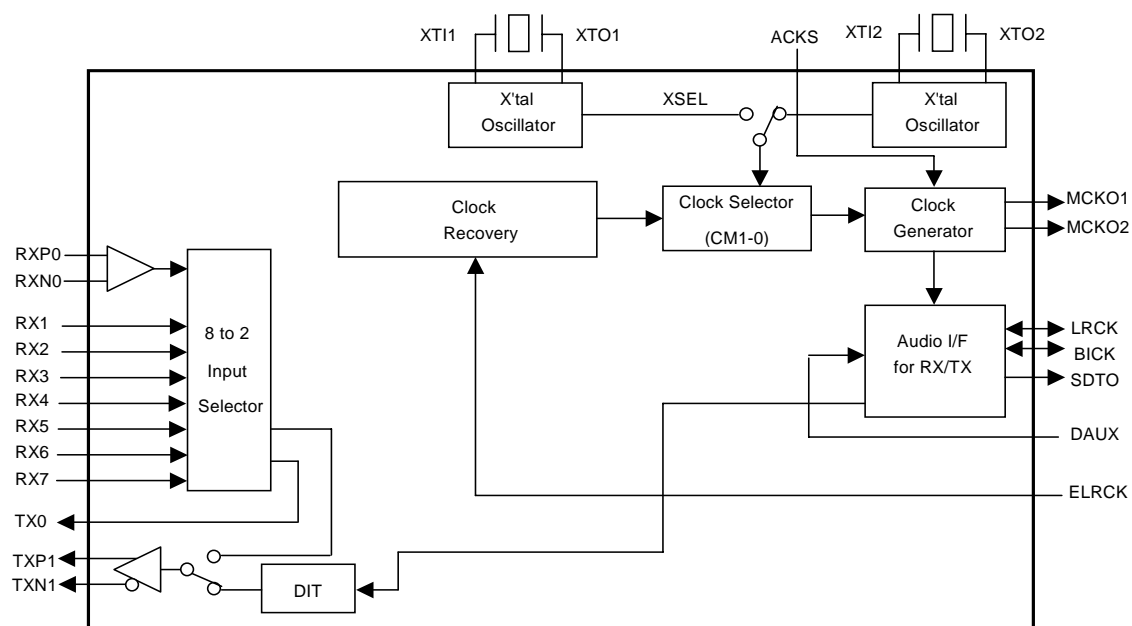 XTI1
XTO1
ACKS
XTI2
XTO2
X'tal
Oscillator
XSEL
X'tal
Oscillator
Clock
Recovery
Clock Selector
(CM1-0)
Clock
Generator
MCKO1
MCKO2
RXP0
RXN0
RX1
RX2
RX3
RX4
RX5
RX6
RX7
8 to 2
Input
Selector
Audio I/F
for RX/TX
LRCK
BICK
SDTO
DAUX
ELRCK
TX0
TXP1
TXN1
DIT